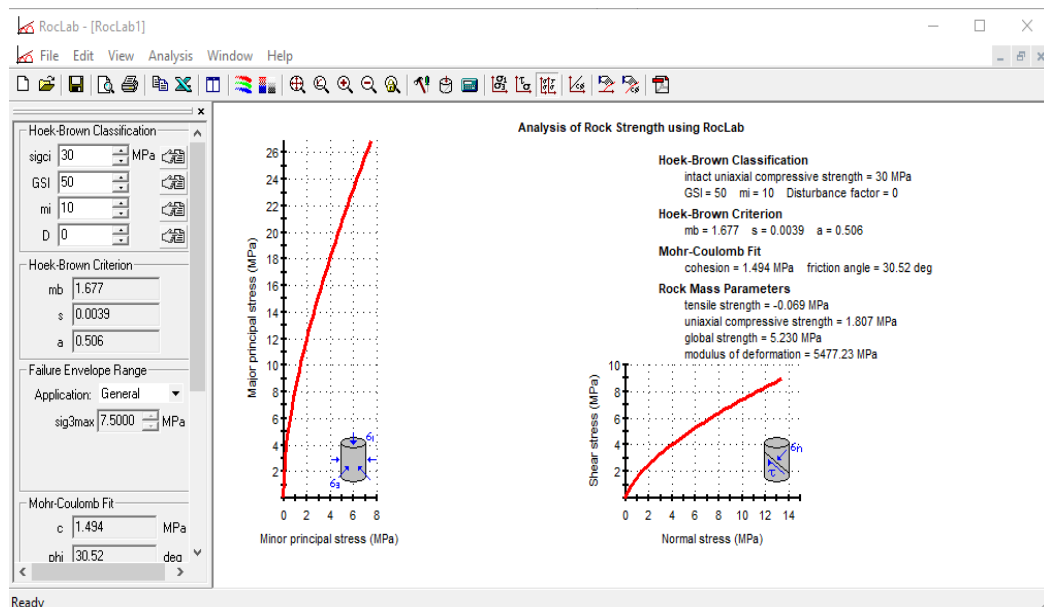 RocLab - [RocLab1]
File Edit View Analysis Window Help
Hoek-Brown Classification
sigci 30 MPa
GSI 50
mi 10
D 0
Hoek-Brown Criterion
mb 1.677
s 0.0039
a 0.506
Failure Envelope Range
Application: General
sig3max 7.5000 MPa
Mohr-Coulomb Fit
c 1.494 MPa
phi 30.52 deg
Analysis of Rock Strength using RocLab
Hoek-Brown Classification
intact uniaxial compressive strength = 30 MPa
GSI = 50 mi = 10 Disturbance factor = 0
Hoek-Brown Criterion
mb = 1.677 s = 0.0039 a = 0.506
Mohr-Coulomb Fit
cohesion = 1.494 MPa friction angle = 30.52 deg
Rock Mass Parameters
tensile strength = -0.069 MPa
uniaxial compressive strength = 1.807 MPa
global strength = 5.230 MPa
modulus of deformation = 5477.23 MPa
Major principal stress (MPa)
26
24
22
20
18
16
14
12
10
8
6
4
2
0 2 4 6 8
Minor principal stress (MPa)
σ1
σ3
Shear stress (MPa)
10
8
6
4
2
0 2 4 6 8 10 12 14
Normal stress (MPa)
σn
τ
Ready